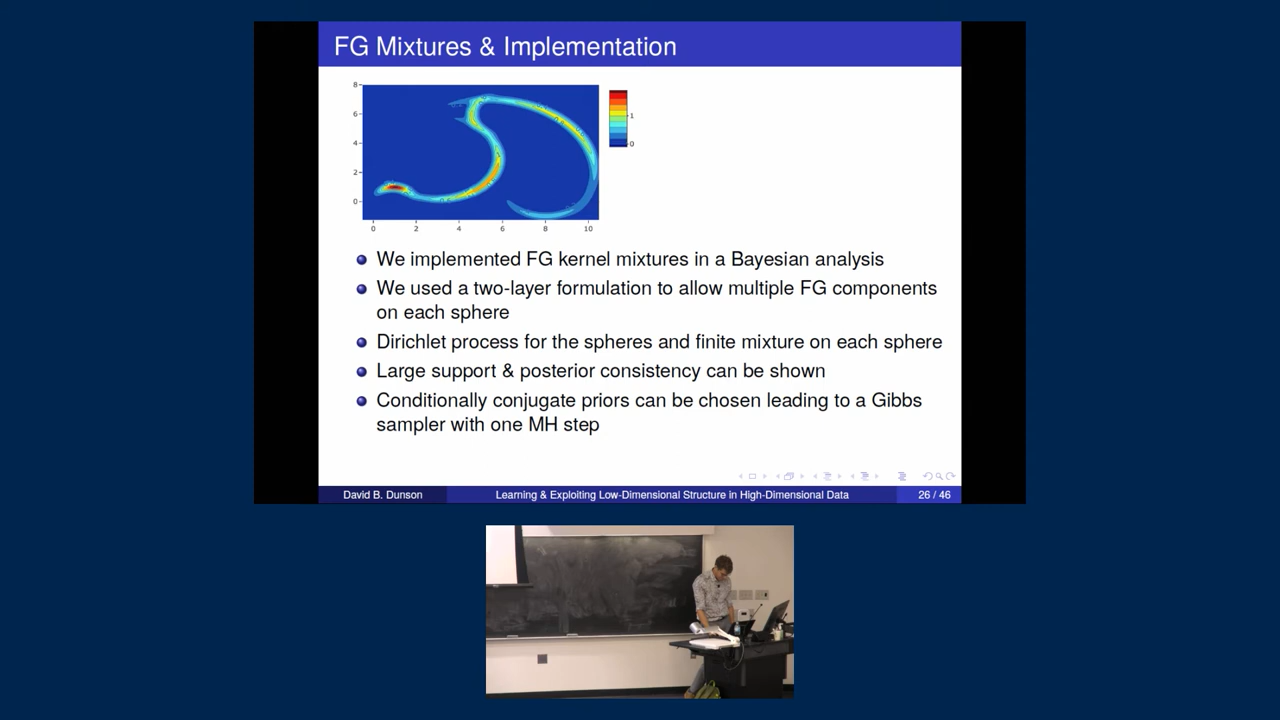 FG Mixtures & Implementation
8
6
4
2
0
0 2 4 6 8 10
1
0
We implemented FG kernel mixtures in a Bayesian analysis
We used a two-layer formulation to allow multiple FG components
on each sphere
Dirichlet process for the spheres and finite mixture on each sphere
Large support & posterior consistency can be shown
Conditionally conjugate priors can be chosen leading to a Gibbs
sampler with one MH step
David B. Dunson Learning & Exploiting Low-Dimensional Structure in High-Dimensional Data 26 / 46